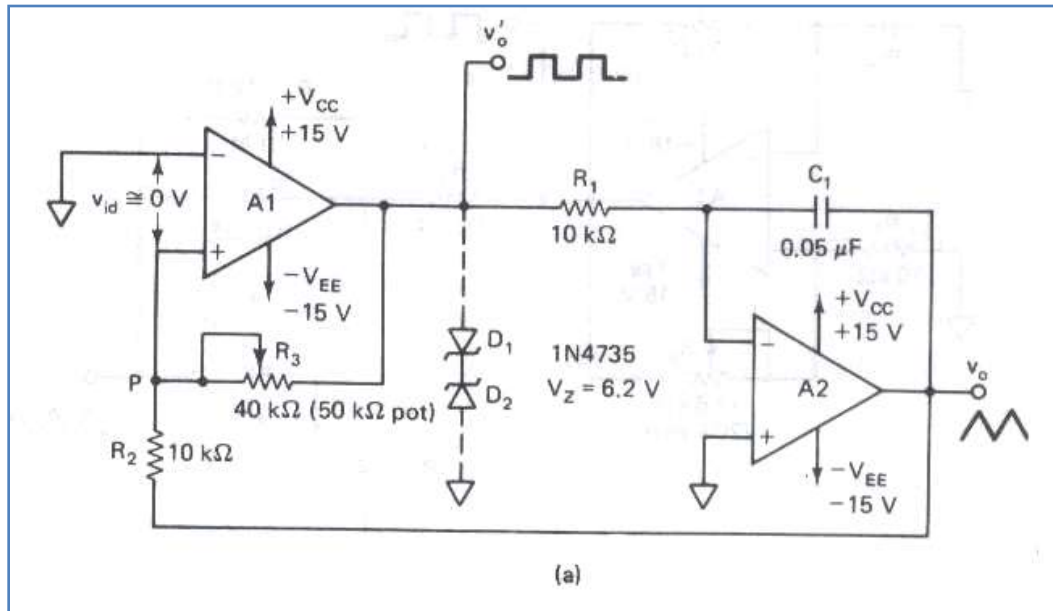 v'o
+VCC
+15 V
−
vid ≅ 0 V
A1
+
−VEE
−15 V
R1
10 kΩ
C1
0.05 μF
P
R3
40 kΩ (50 kΩ pot)
D1
D2
1N4735
VZ = 6.2 V
+VCC
+15 V
−
A2
+
vo
−VEE
−15 V
R2
10 kΩ
(a)